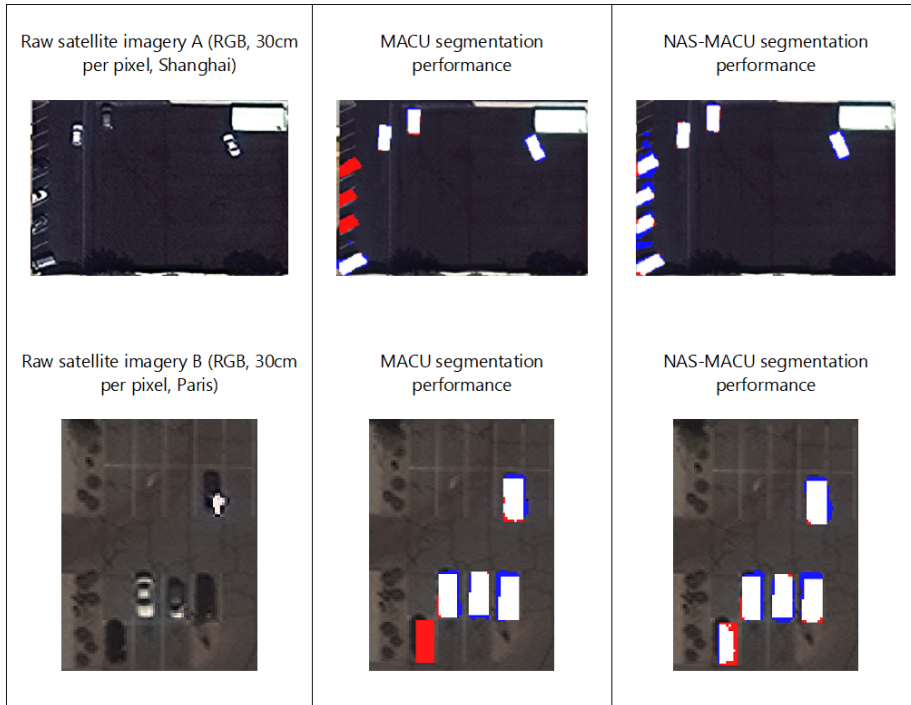 Raw satellite imagery A (RGB, 30cm
per pixel, Shanghai)
MACU segmentation
performance
NAS-MACU segmentation
performance
Raw satellite imagery B (RGB, 30cm
per pixel, Paris)
MACU segmentation
performance
NAS-MACU segmentation
performance